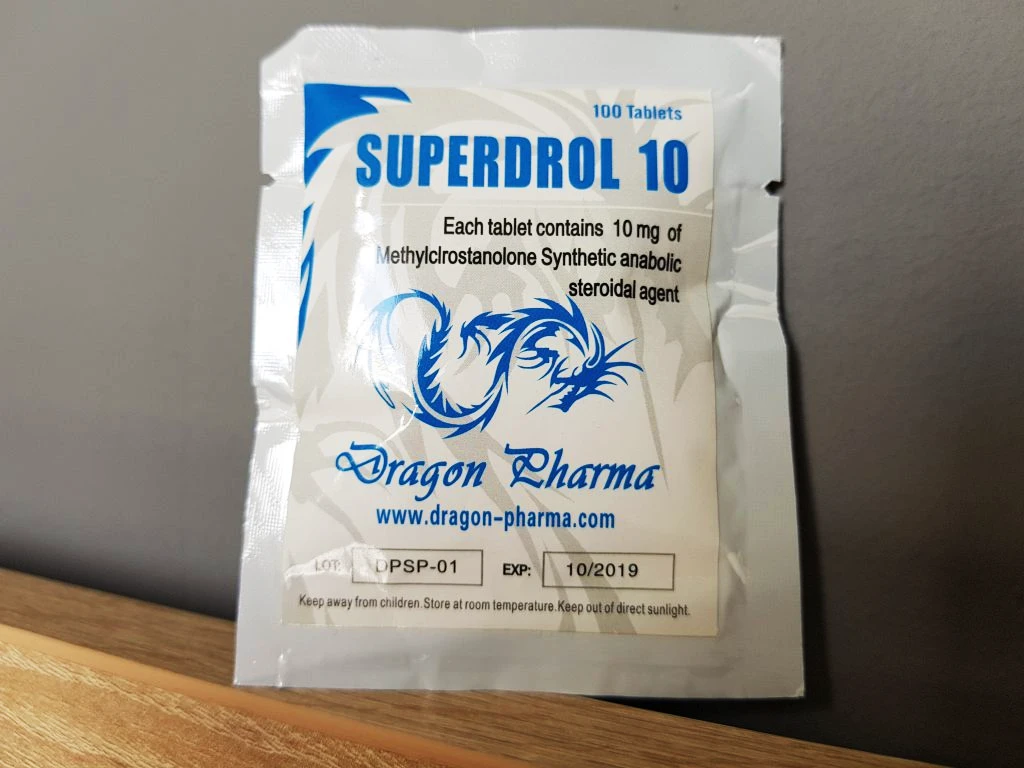 100 Tablets
SUPERDROL 10
Each tablet contains 10 mg of
Methylclrostanolone Synthetic anabolic
steroidal agent
Dragon Pharma
www.dragon-pharma.com
LOT: DPSP-01 EXP: 10/2019
Keep away from children.Store at room temperature.Keep out of direct sunlight.